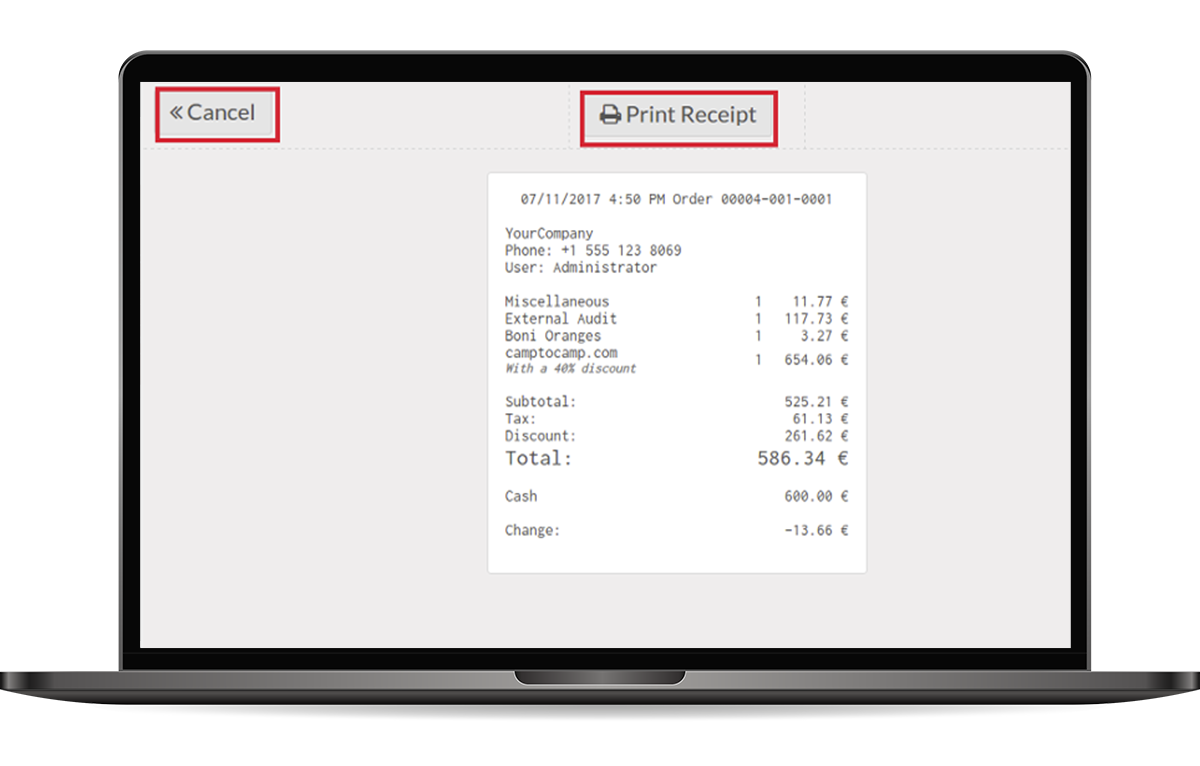 Cancel
Print Receipt
07/11/2017 4:50 PM Order 00004-001-0001
YourCompany
Phone: +1 555 123 8069
User: Administrator
Miscellaneous 1 11.77 €
External Audit 1 117.73 €
Boni Oranges 1 3.27 €
camptocamp.com 1 654.06 €
With a 40% discount
Subtotal: 525.21 €
Tax: 61.13 €
Discount: 261.62 €
Total: 586.34 €
Cash 600.00 €
Change: -13.66 €